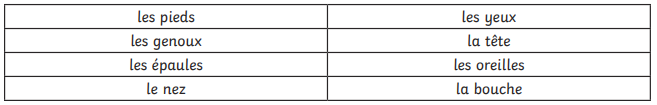 les pieds les yeux
les genoux la tête
les épaules les oreilles
le nez la bouche